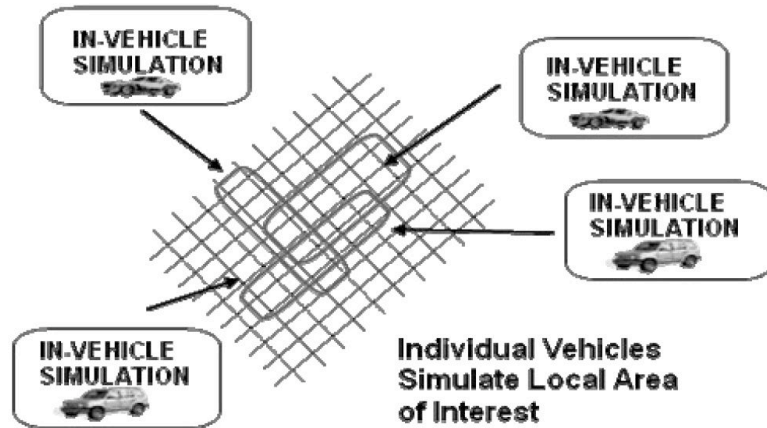 IN-VEHICLE
SIMULATION
IN-VEHICLE
SIMULATION
IN-VEHICLE
SIMULATION
IN-VEHICLE
SIMULATION
Individual Vehicles
Simulate Local Area
of Interest